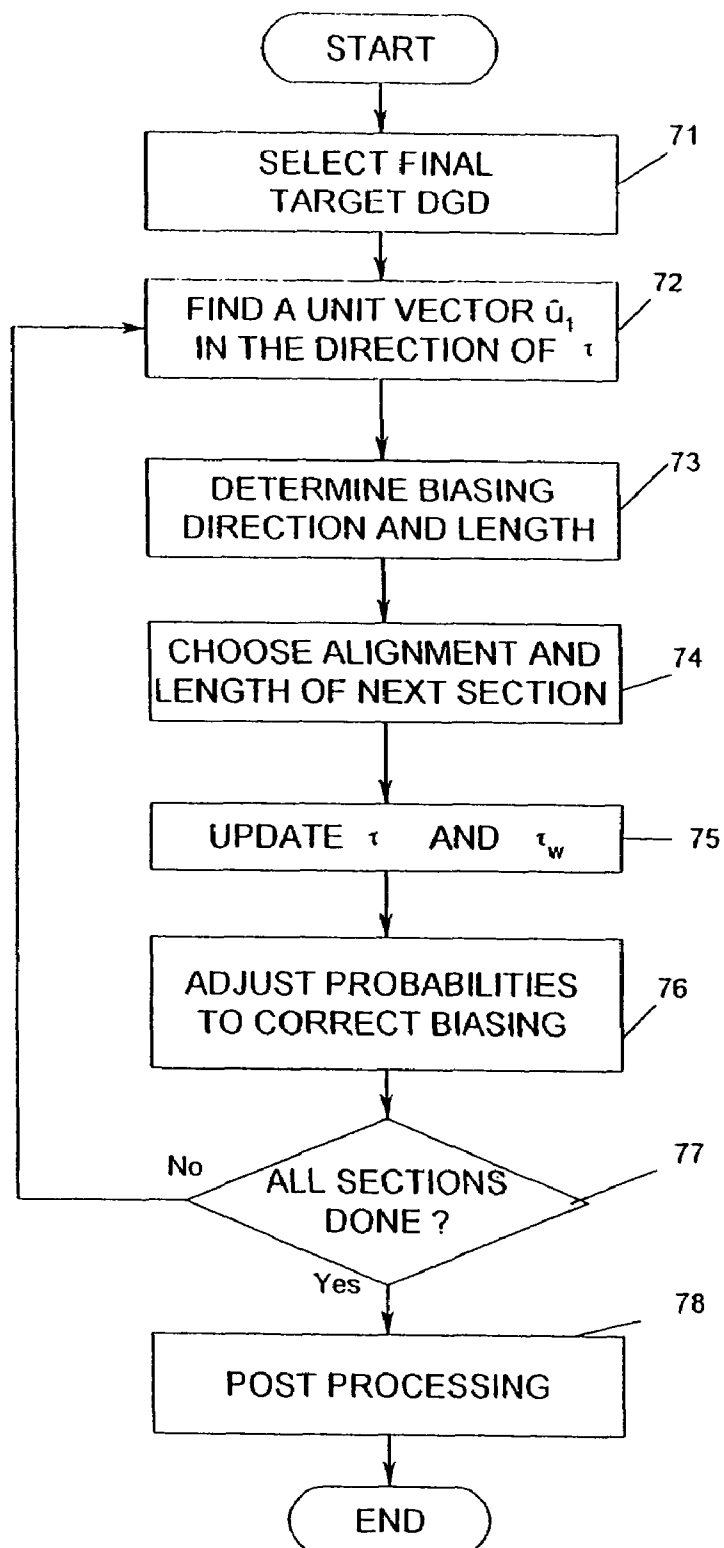 START
71
SELECT FINAL
TARGET DGD
72
FIND A UNIT VECTOR û₁
IN THE DIRECTION OF τ
73
DETERMINE BIASING
DIRECTION AND LENGTH
CHOOSE ALIGNMENT AND
LENGTH OF NEXT SECTION
74
UPDATE τ AND τ_w
75
ADJUST PROBABILITIES
TO CORRECT BIASING
76
No
ALL SECTIONS
DONE ?
77
Yes
78
POST PROCESSING
END